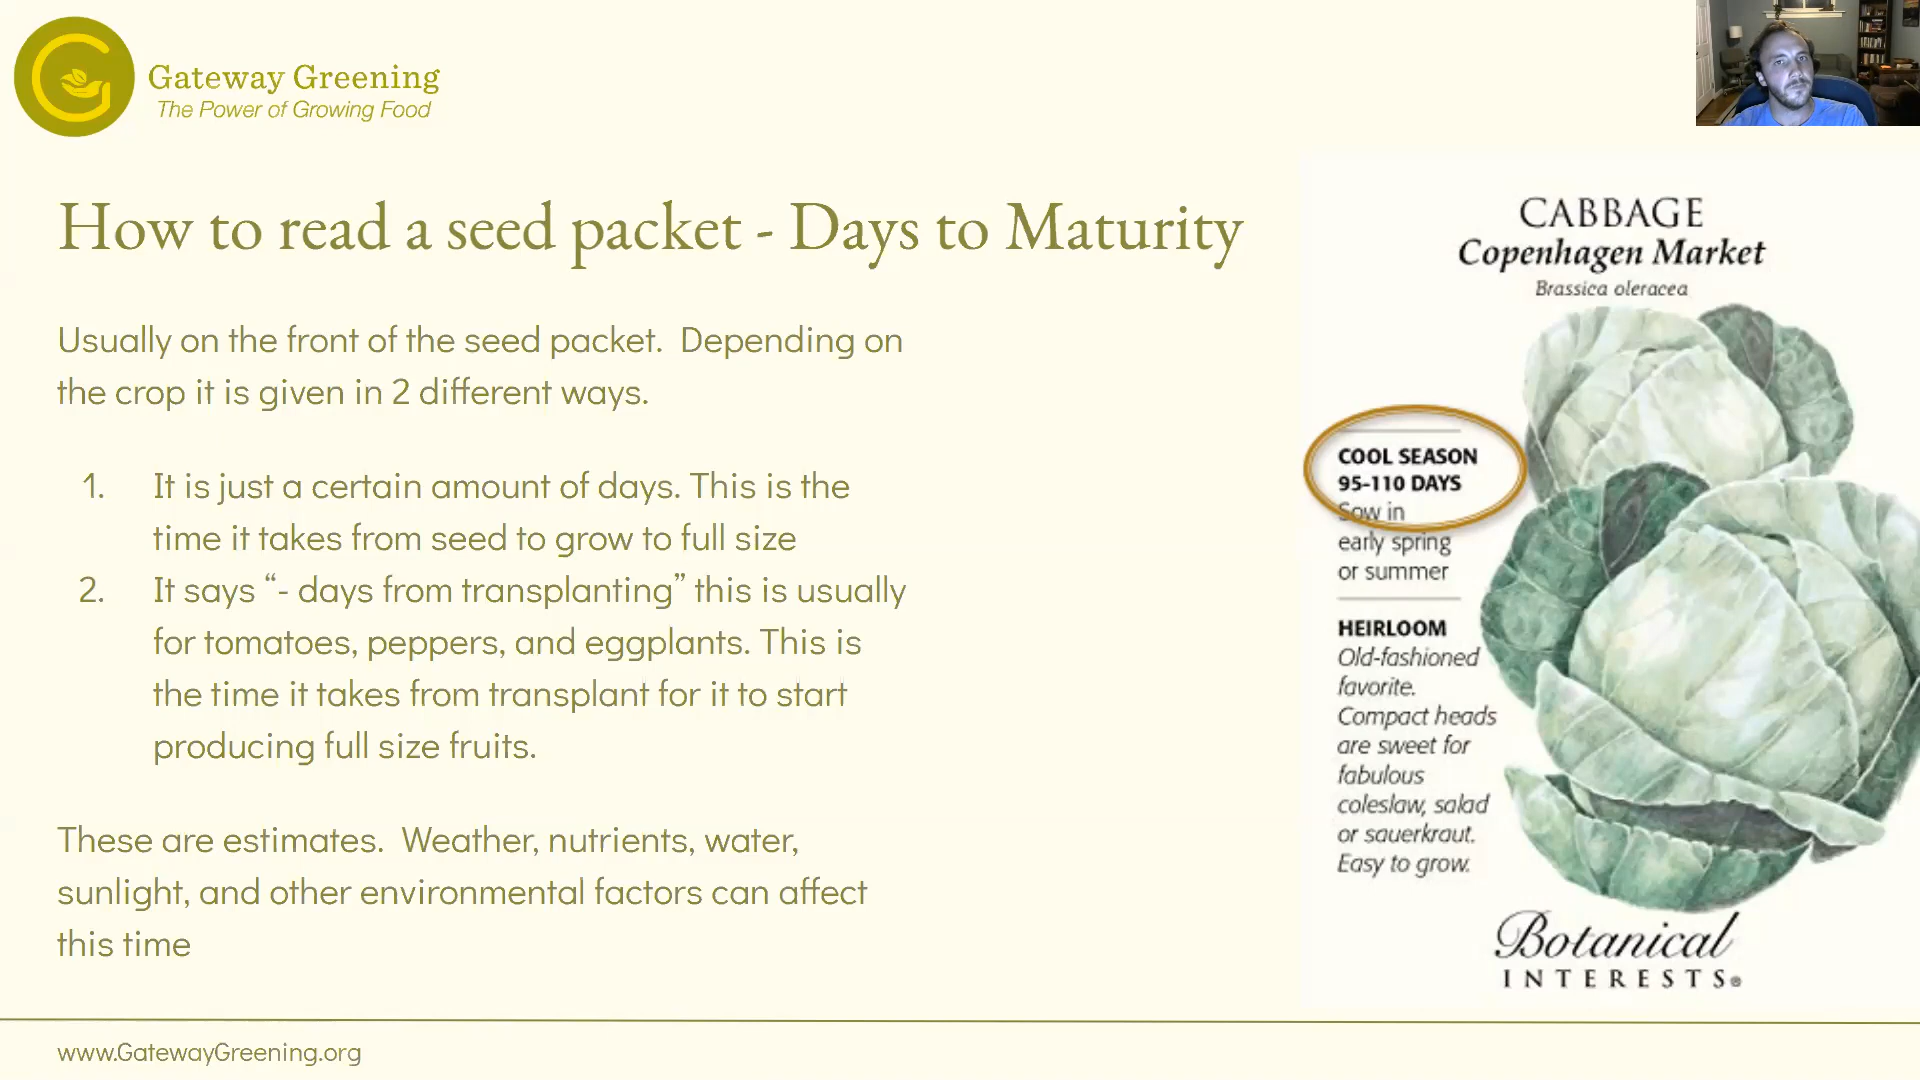 Gateway Greening
The Power of Growing Food
How to read a seed packet - Days to Maturity
Usually on the front of the seed packet.  Depending on
the crop it is given in 2 different ways.
1. It is just a certain amount of days. This is the
time it takes from seed to grow to full size
2. It says “- days from transplanting” this is usually
for tomatoes, peppers, and eggplants. This is
the time it takes from transplant for it to start
producing full size fruits.
These are estimates.  Weather, nutrients, water,
sunlight, and other environmental factors can affect
this time
CABBAGE
Copenhagen Market
Brassica oleracea
COOL SEASON
95-110 DAYS
Sow in
early spring
or summer
HEIRLOOM
Old-fashioned
favorite.
Compact heads
are sweet for
fabulous
coleslaw, salad
or sauerkraut.
Easy to grow.
Botanical
INTERESTS®
www.GatewayGreening.org